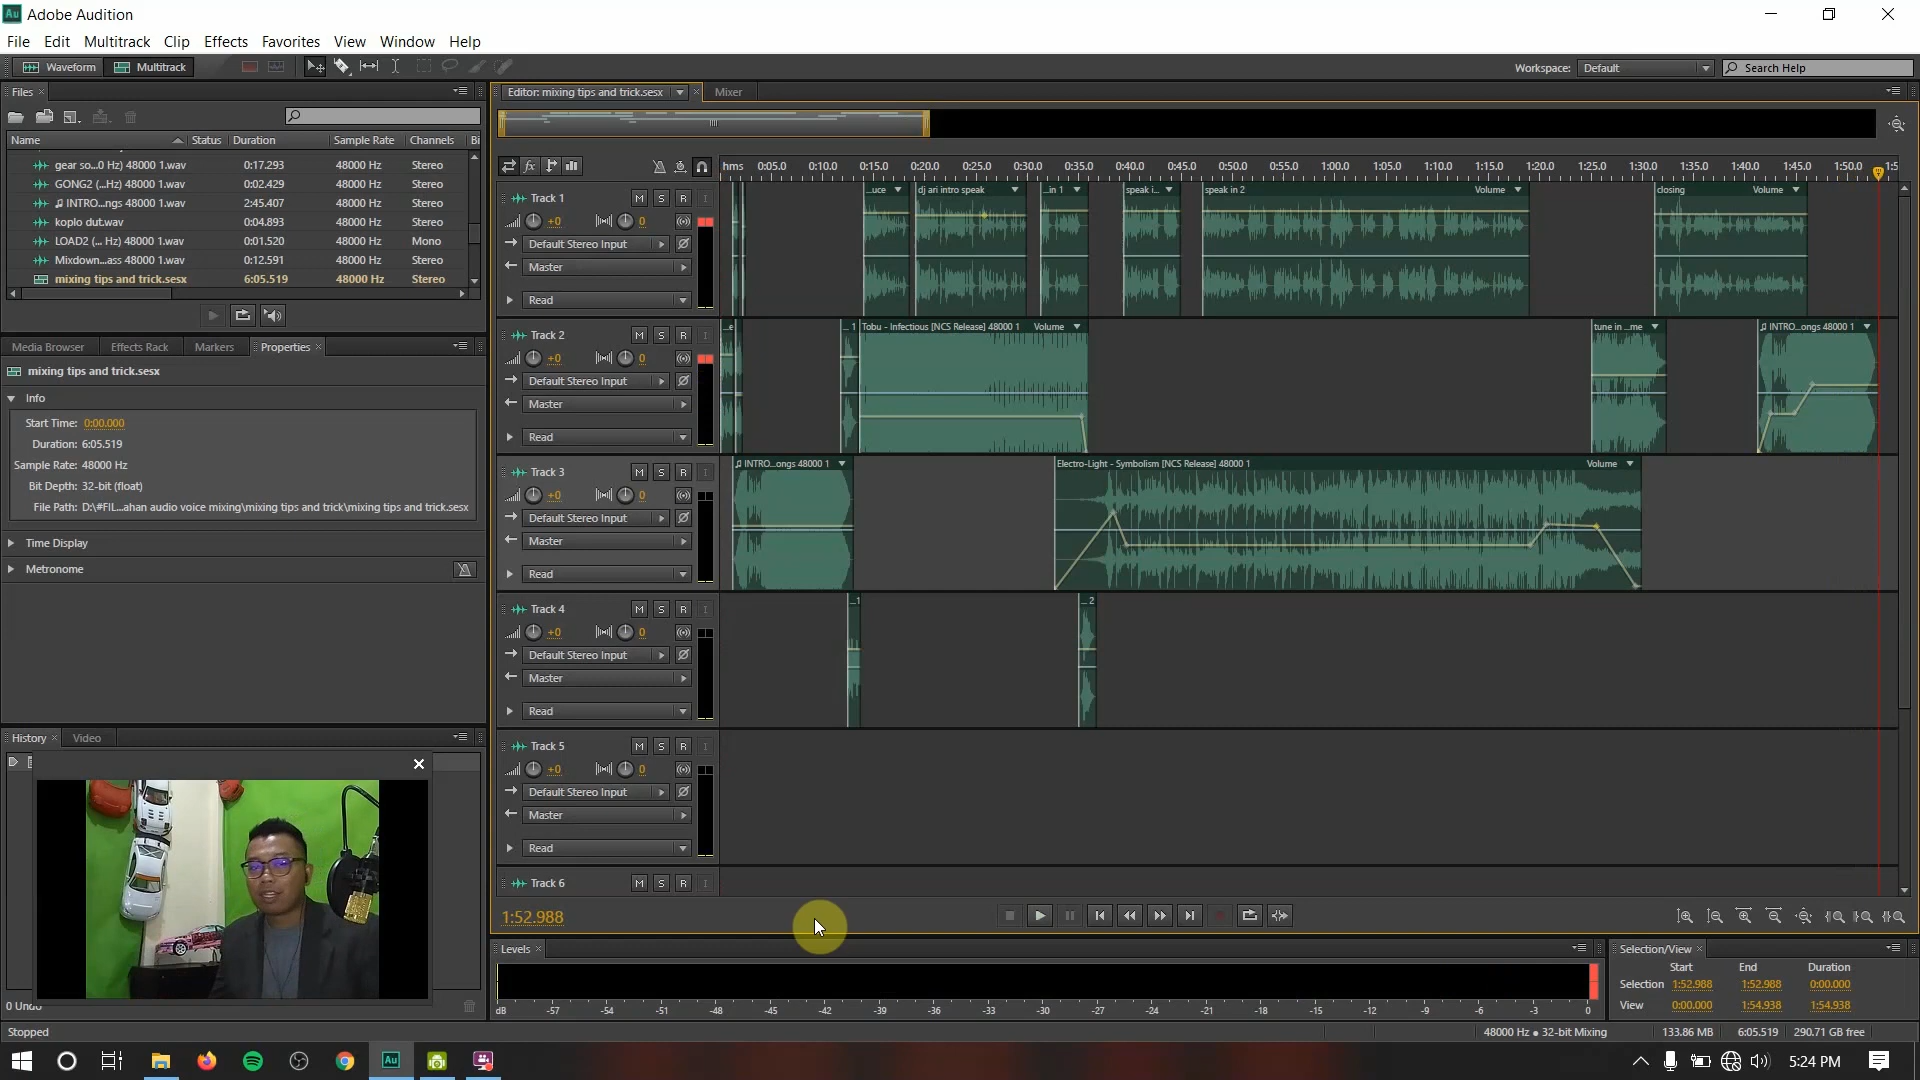 Adobe Audition
File Edit Multitrack Clip Effects Favorites View Window Help
Waveform Multitrack
Workspace: Default Search Help
Files
Name Status Duration Sample Rate Channels Bi
gear so...0 Hz) 48000 1.wav 0:17.293 48000 Hz Stereo
GONG2 (...Hz) 48000 1.wav 0:02.429 48000 Hz Stereo
♫ INTRO...ngs 48000 1.wav 2:45.407 48000 Hz Stereo
koplo dut.wav 0:04.893 48000 Hz Stereo
LOAD2 (... Hz) 48000 1.wav 0:01.520 48000 Hz Mono
Mixdown...ass 48000 1.wav 0:12.591 48000 Hz Stereo
mixing tips and trick.sesx 6:05.519 48000 Hz Stereo
Media Browser Effects Rack Markers Properties
mixing tips and trick.sesx
Info
Start Time: 0:00.000
Duration: 6:05.519
Sample Rate: 48000 Hz
Bit Depth: 32-bit (float)
File Path: D:\#FIL...ahan audio voice mixing\mixing tips and trick\mixing tips and trick.sesx
Time Display
Metronome
History Video
0 Undo
Stopped
Editor: mixing tips and trick.sesx Mixer
fx
hms 0:05.0 0:10.0 0:15.0 0:20.0 0:25.0 0:30.0 0:35.0 0:40.0 0:45.0 0:50.0 0:55.0 1:00.0 1:05.0 1:10.0 1:15.0 1:20.0 1:25.0 1:30.0 1:35.0 1:40.0 1:45.0 1:50.0 1:5
Track 1 M S R I
+0 0
Default Stereo Input
Master
Read
...uce dj ari intro speak ...in 1 speak i... speak in 2 Volume closing Volume
Track 2 M S R I
+0 0
Default Stereo Input
Master
Read
...e ... 1 Tobu - Infectious [NCS Release] 48000 1 Volume tune in ...me ♫ INTRO...ongs 48000 1
Track 3 M S R I
+0 0
Default Stereo Input
Master
Read
♫ INTRO...ongs 48000 1 Electro-Light - Symbolism [NCS Release] 48000 1 Volume
Track 4 M S R I
+0 0
Default Stereo Input
Master
Read
...1 ...2
Track 5 M S R I
+0 0
Default Stereo Input
Master
Read
Track 6 M S R I
1:52.988
Levels
dB -57 -54 -51 -48 -45 -42 -39 -36 -33 -30 -27 -24 -21 -18 -15 -12 -9 -6 -3 0
Selection/View
Start End Duration
Selection 1:52.988 1:52.988 0:00.000
View 0:00.000 1:54.938 1:54.938
48000 Hz ● 32-bit Mixing 133.86 MB 6:05.519 290.71 GB free
Au
5:24 PM